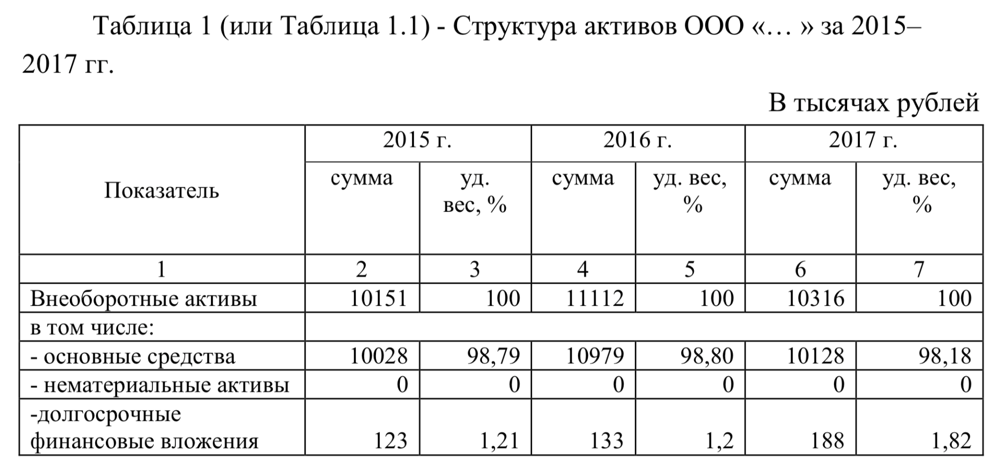 Таблица 1 (или Таблица 1.1) - Структура активов ООО «… » за 2015–
2017 гг.
В тысячах рублей
Показатель 2015 г. 2016 г. 2017 г.
сумма уд. вес, % сумма уд. вес, % сумма уд. вес, %
1 2 3 4 5 6 7
Внеоборотные активы 10151 100 11112 100 10316 100
в том числе:
- основные средства 10028 98,79 10979 98,80 10128 98,18
- нематериальные активы 0 0 0 0 0 0
-долгосрочные
финансовые вложения 123 1,21 133 1,2 188 1,82